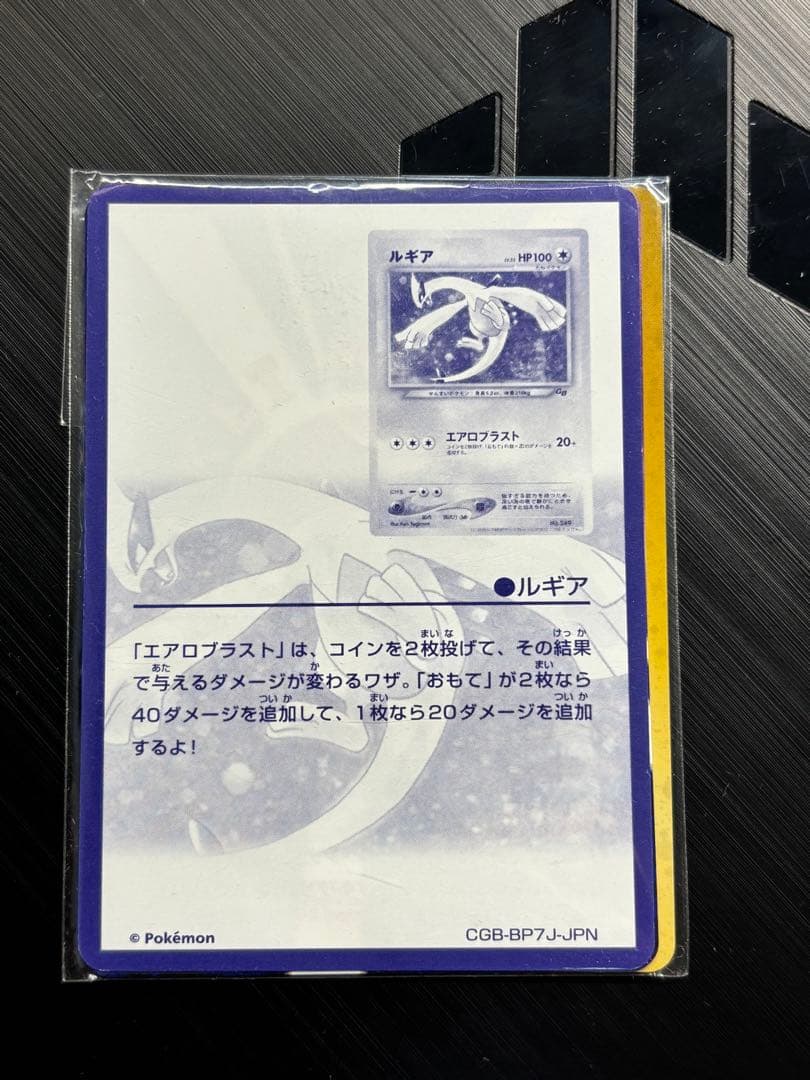 ルギア
HP100
エアロブラスト
20+
No.249
●ルギア
「エアロブラスト」は、コインを2枚投げて、その結果
で与えるダメージが変わるワザ。「おもて」が2枚なら
40ダメージを追加して、1枚なら20ダメージを追加
するよ!
© Pokémon
CGB-BP7J-JPN